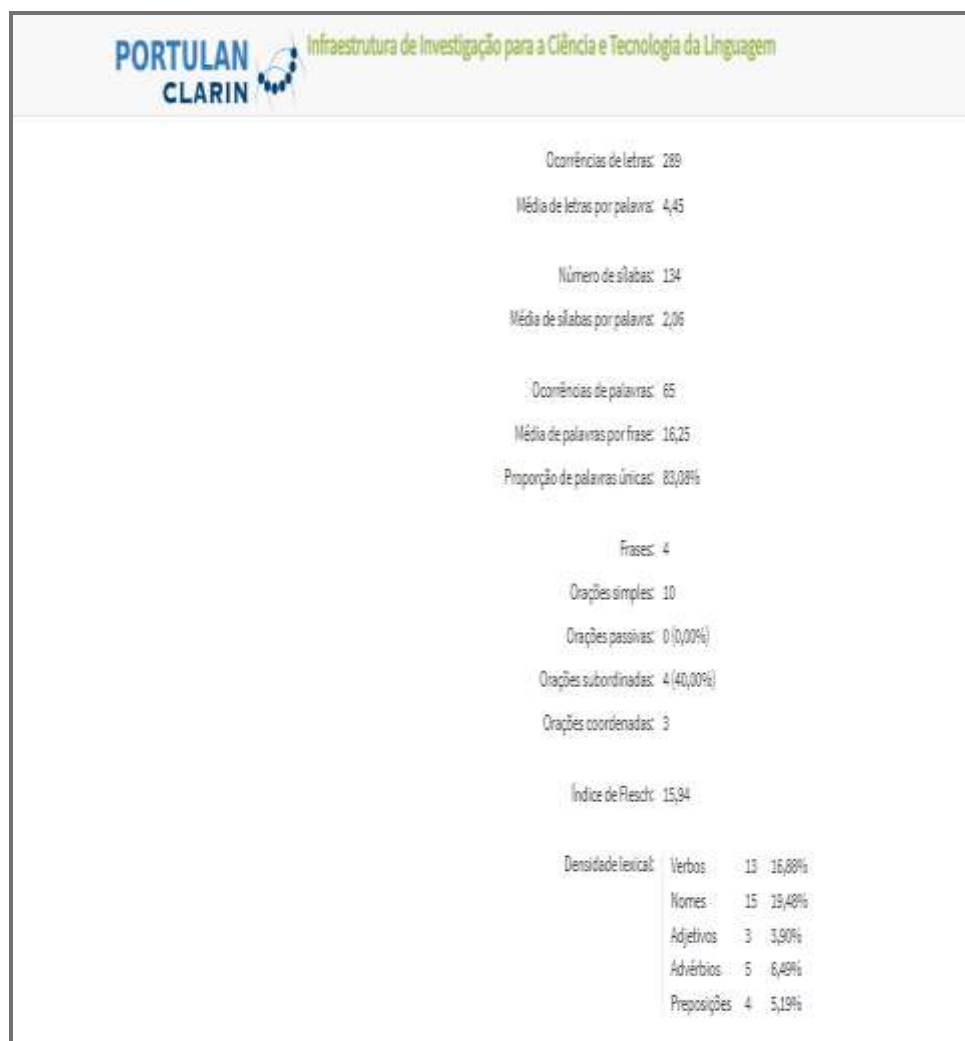 PORTULAN
CLARIN
Infraestrutura de Investigação para a Ciência e Tecnologia da Linguagem
Ocorrências de letras: 289
Média de letras por palavra: 4,45
Número de sílabas: 134
Média de sílabas por palavra: 2,06
Ocorrências de palavras: 65
Média de palavras por frase: 16,25
Proporção de palavras únicas: 83,08%
Frases: 4
Orações simples: 10
Orações passivas: 0 (0,00%)
Orações subordinadas: 4 (40,00%)
Orações coordenadas: 3
Índice de Flesch: 15,94
Densidade lexical: Verbos 13 16,88%
Nomes 15 19,48%
Adjetivos 3 3,90%
Advérbios 5 6,49%
Preposições 4 5,19%